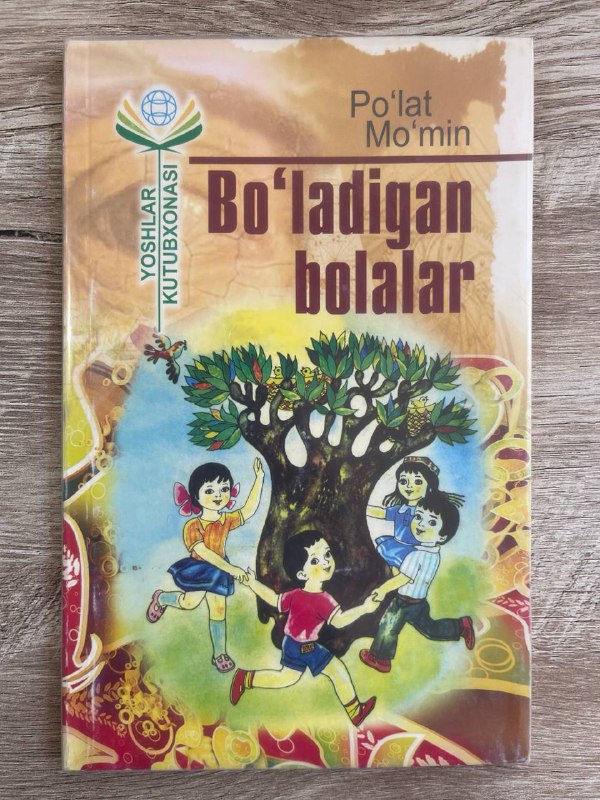 Po‘lat
Mo‘min
Bo‘ladigan
bolalar
YOSHLAR
KUTUBXONASI